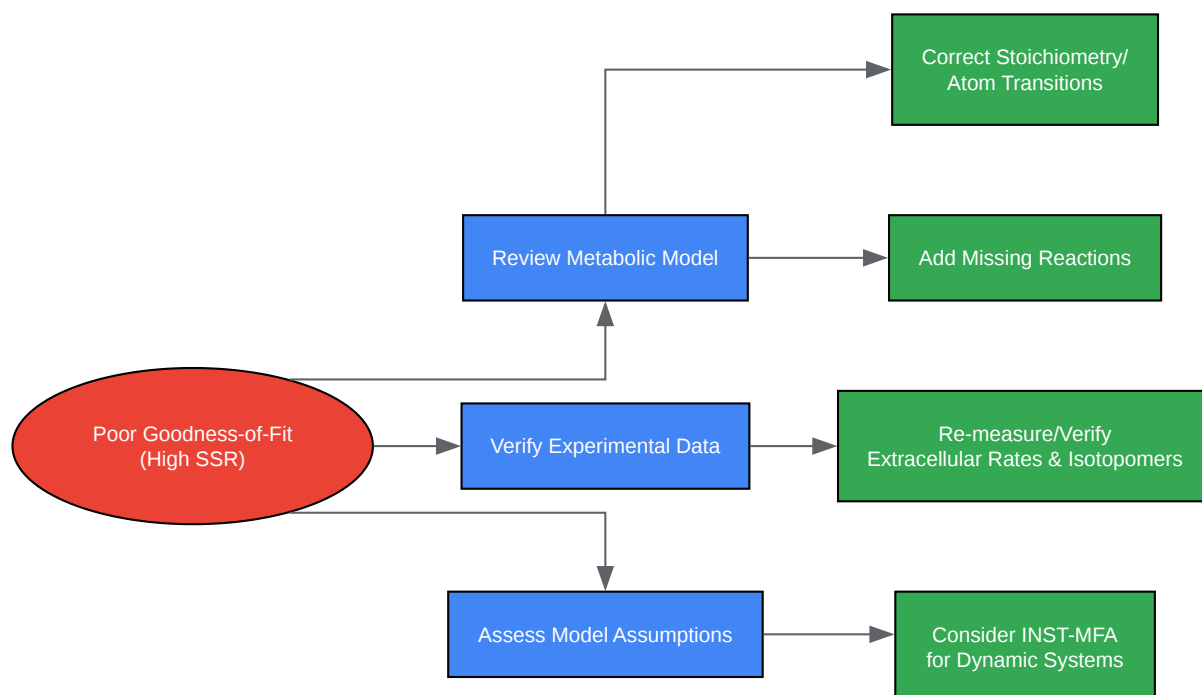 Correct Stoichiometry/
Atom Transitions
Review Metabolic Model
Add Missing Reactions
Poor Goodness-of-Fit
(High SSR)
Verify Experimental Data
Re-measure/Verify
Extracellular Rates & Isotopomers
Assess Model Assumptions
Consider INST-MFA
for Dynamic Systems